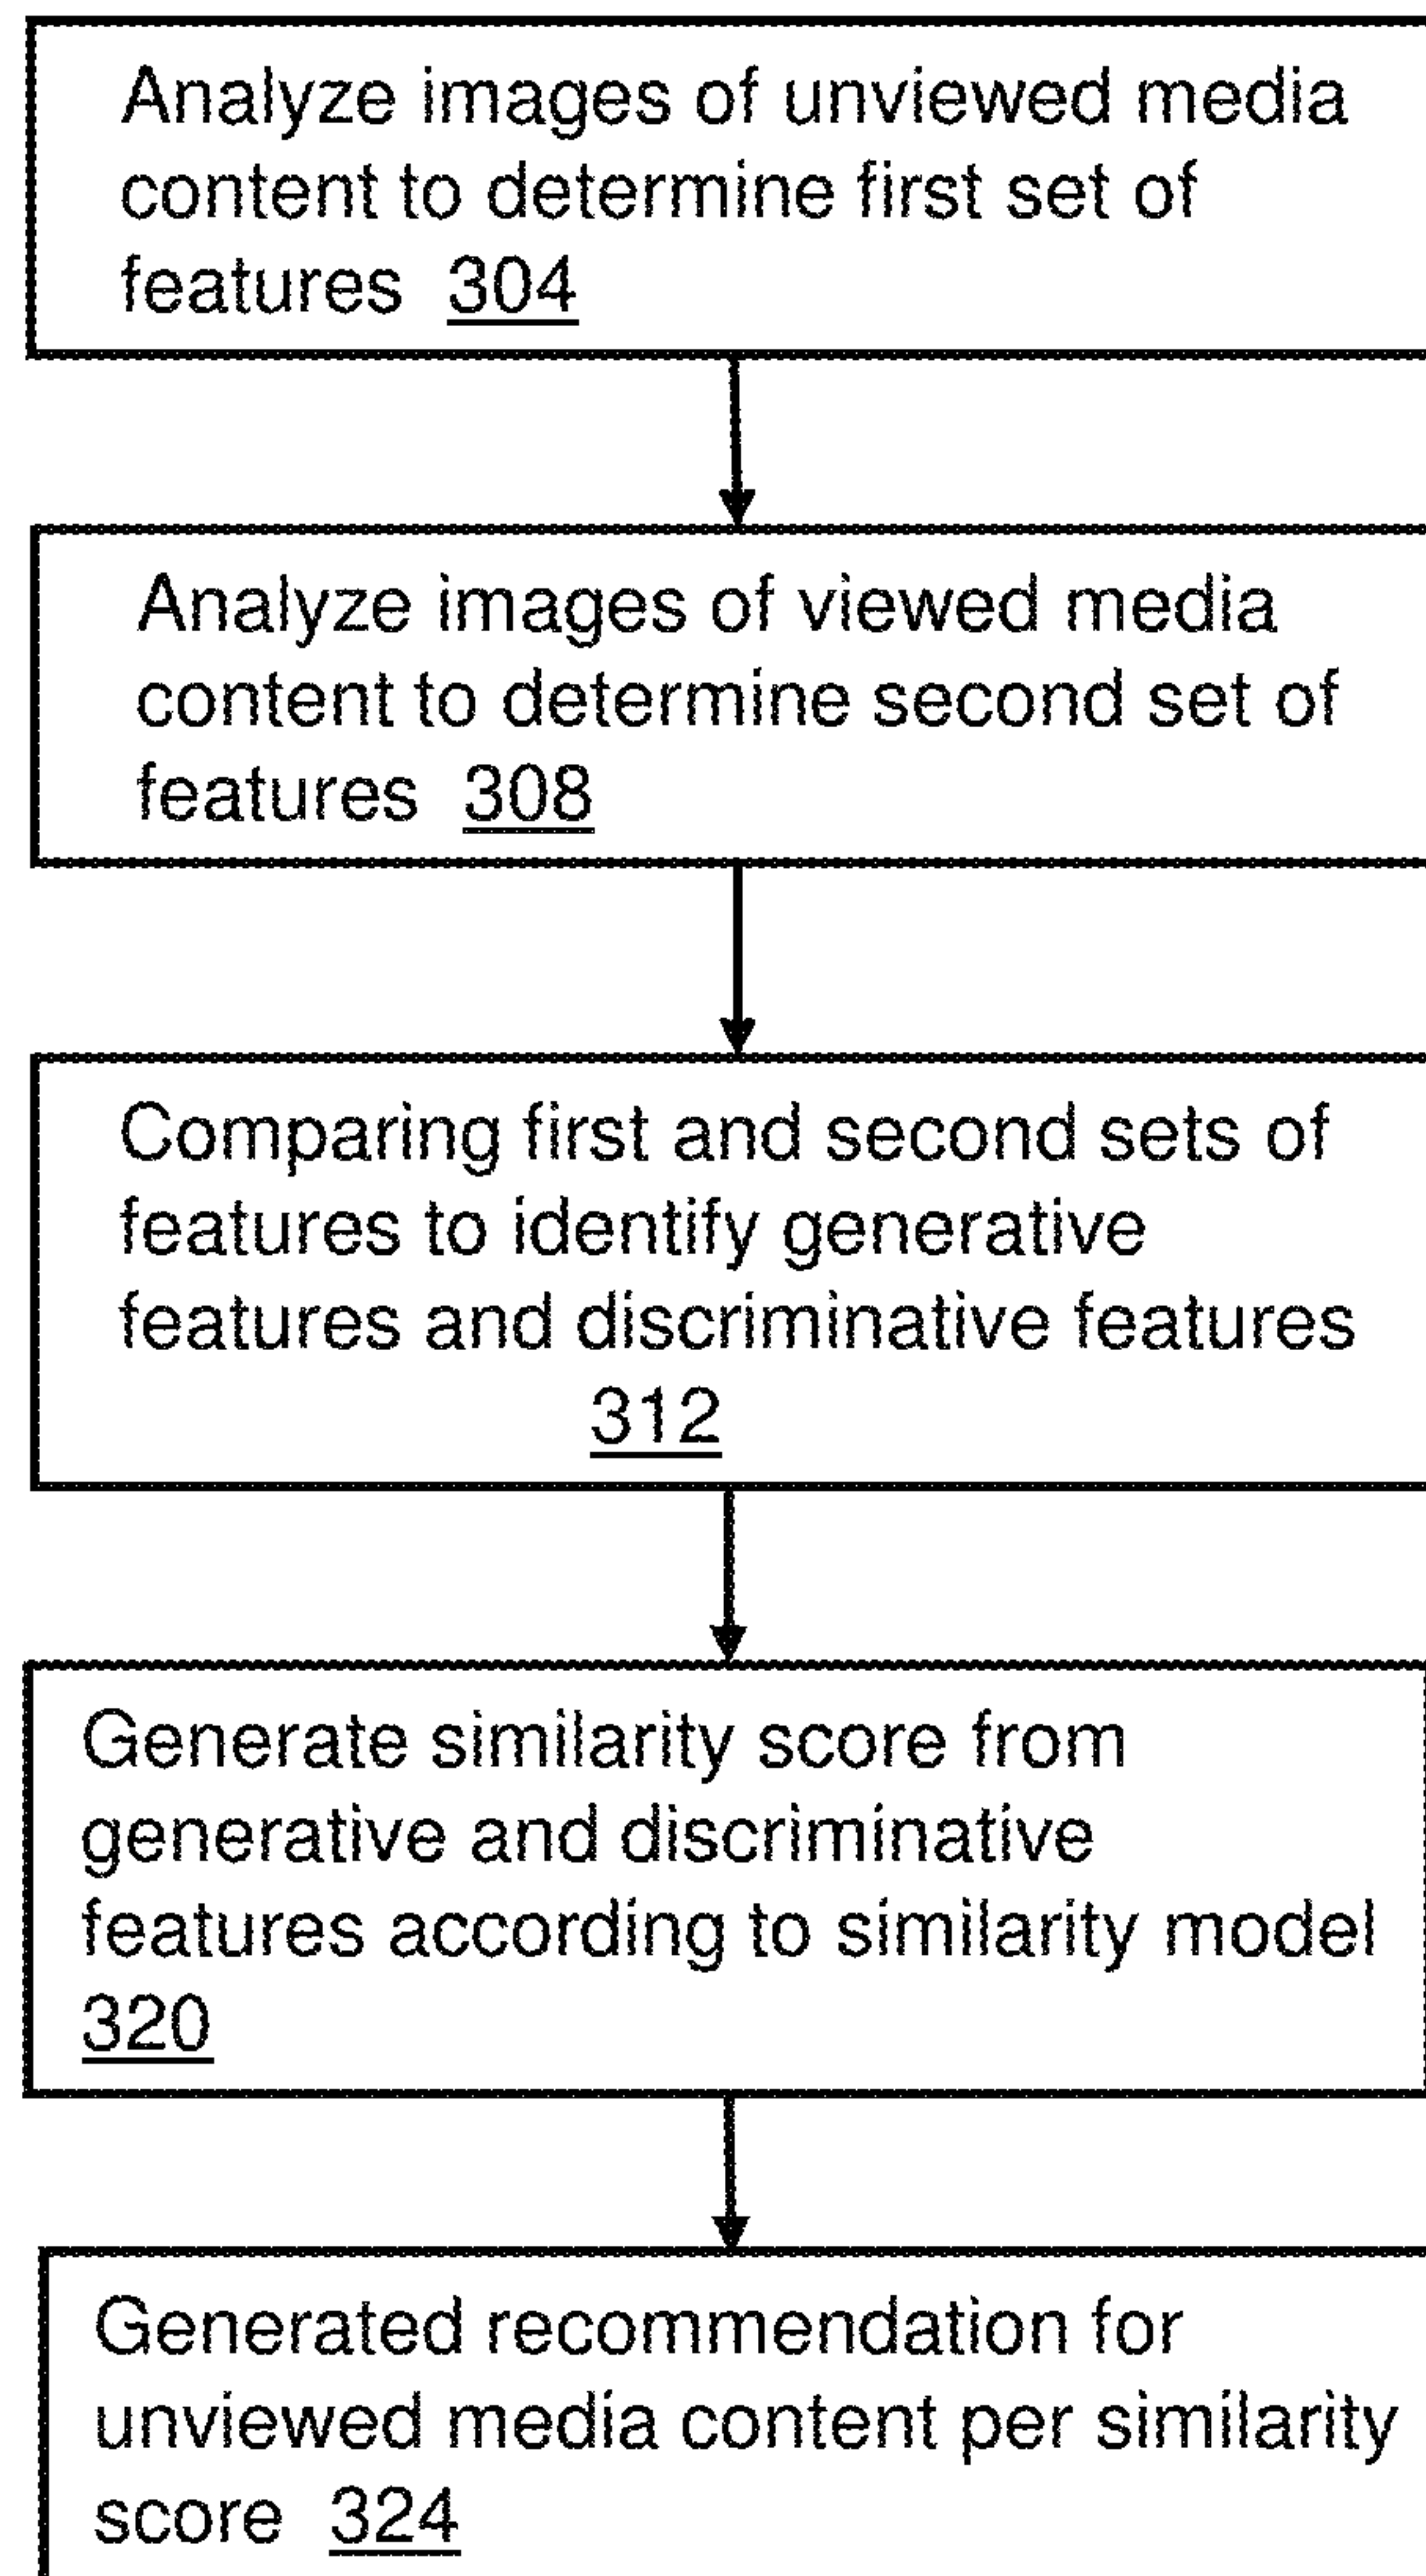 Analyze images of unviewed media
content to determine first set of
features 304
Analyze images of viewed media
content to determine second set of
features 308
Comparing first and second sets of
features to identify generative
features and discriminative features
312
Generate similarity score from
generative and discriminative
features according to similarity model
320
Generated recommendation for
unviewed media content per similarity
score 324